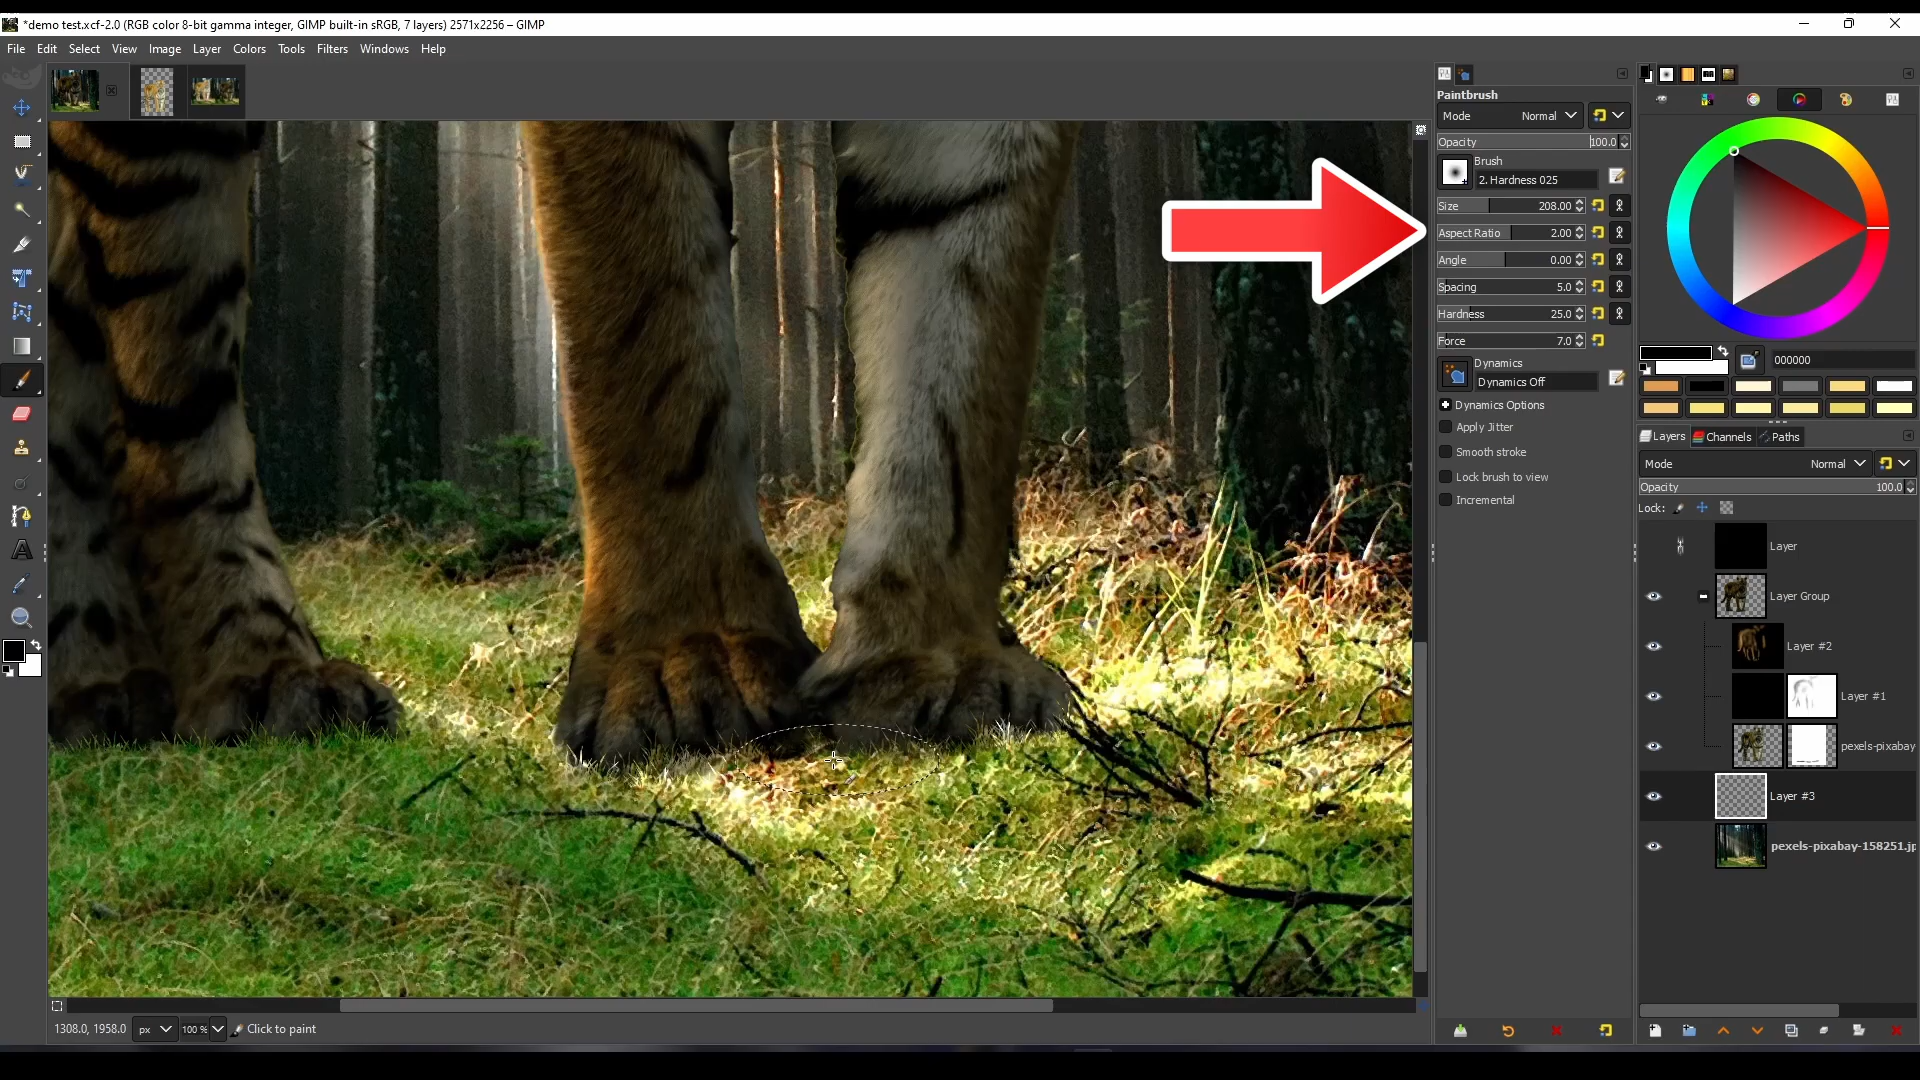 *demo test.xcf-2.0 (RGB color 8-bit gamma integer, GIMP built-in sRGB, 7 layers) 2571x2256 – GIMP
File Edit Select View Image Layer Colors Tools Filters Windows Help
Paintbrush
Mode Normal
Opacity 100.0
Brush
2. Hardness 025
Size 208.00
Aspect Ratio 2.00
Angle 0.00
Spacing 5.0
Hardness 25.0
Force 7.0
Dynamics
Dynamics Off
Dynamics Options
Apply Jitter
Smooth stroke
Lock brush to view
Incremental
000000
Layers Channels Paths
Mode Normal
Opacity 100.0
Lock:
Layer
Layer Group
Layer #2
Layer #1
pexels-pixabay
Layer #3
pexels-pixabay-158251.jp
1308.0, 1958.0 px 100 % Click to paint